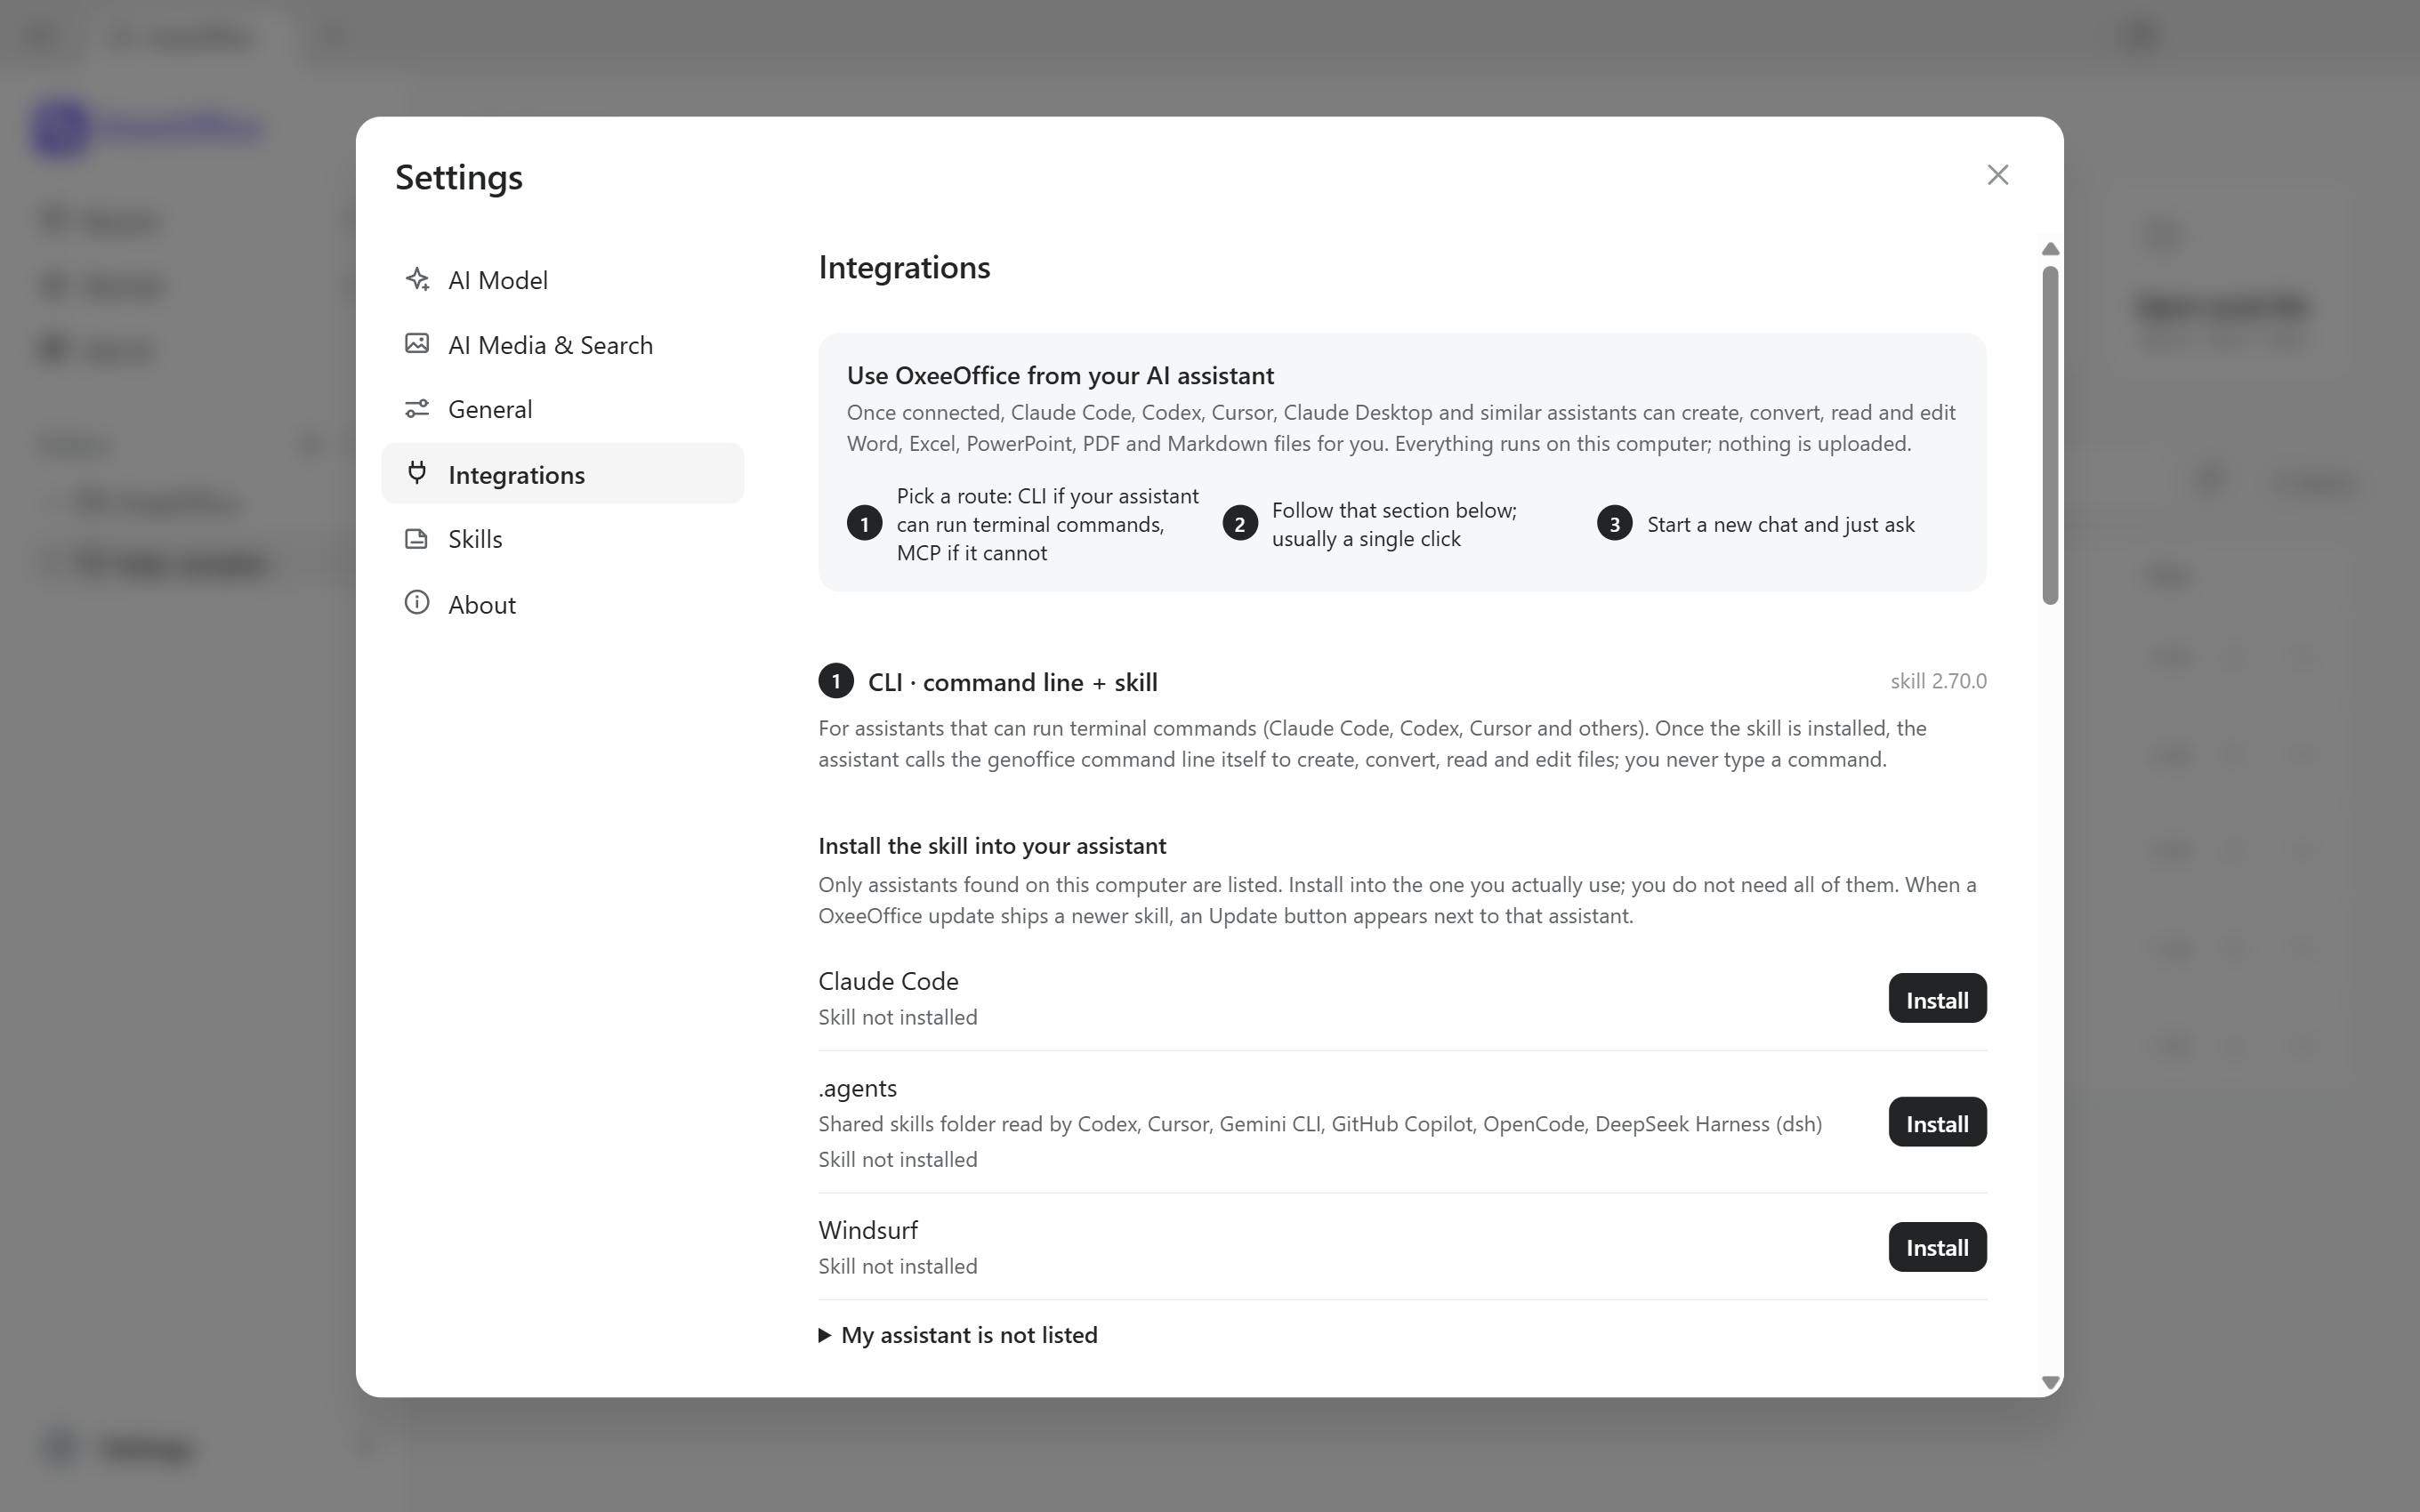 Settings
AI Model
AI Media & Search
General
Integrations
Skills
About
Integrations
Use OxeeOffice from your AI assistant
Once connected, Claude Code, Codex, Cursor, Claude Desktop and similar assistants can create, convert, read and edit
Word, Excel, PowerPoint, PDF and Markdown files for you. Everything runs on this computer; nothing is uploaded.
1
Pick a route: CLI if your assistant
can run terminal commands,
MCP if it cannot
2
Follow that section below;
usually a single click
3
Start a new chat and just ask
1 CLI · command line + skill
skill 2.70.0
For assistants that can run terminal commands (Claude Code, Codex, Cursor and others). Once the skill is installed, the
assistant calls the genoffice command line itself to create, convert, read and edit files; you never type a command.
Install the skill into your assistant
Only assistants found on this computer are listed. Install into the one you actually use; you do not need all of them. When a
OxeeOffice update ships a newer skill, an Update button appears next to that assistant.
Claude Code
Skill not installed
Install
.agents
Shared skills folder read by Codex, Cursor, Gemini CLI, GitHub Copilot, OpenCode, DeepSeek Harness (dsh)
Skill not installed
Install
Windsurf
Skill not installed
Install
My assistant is not listed